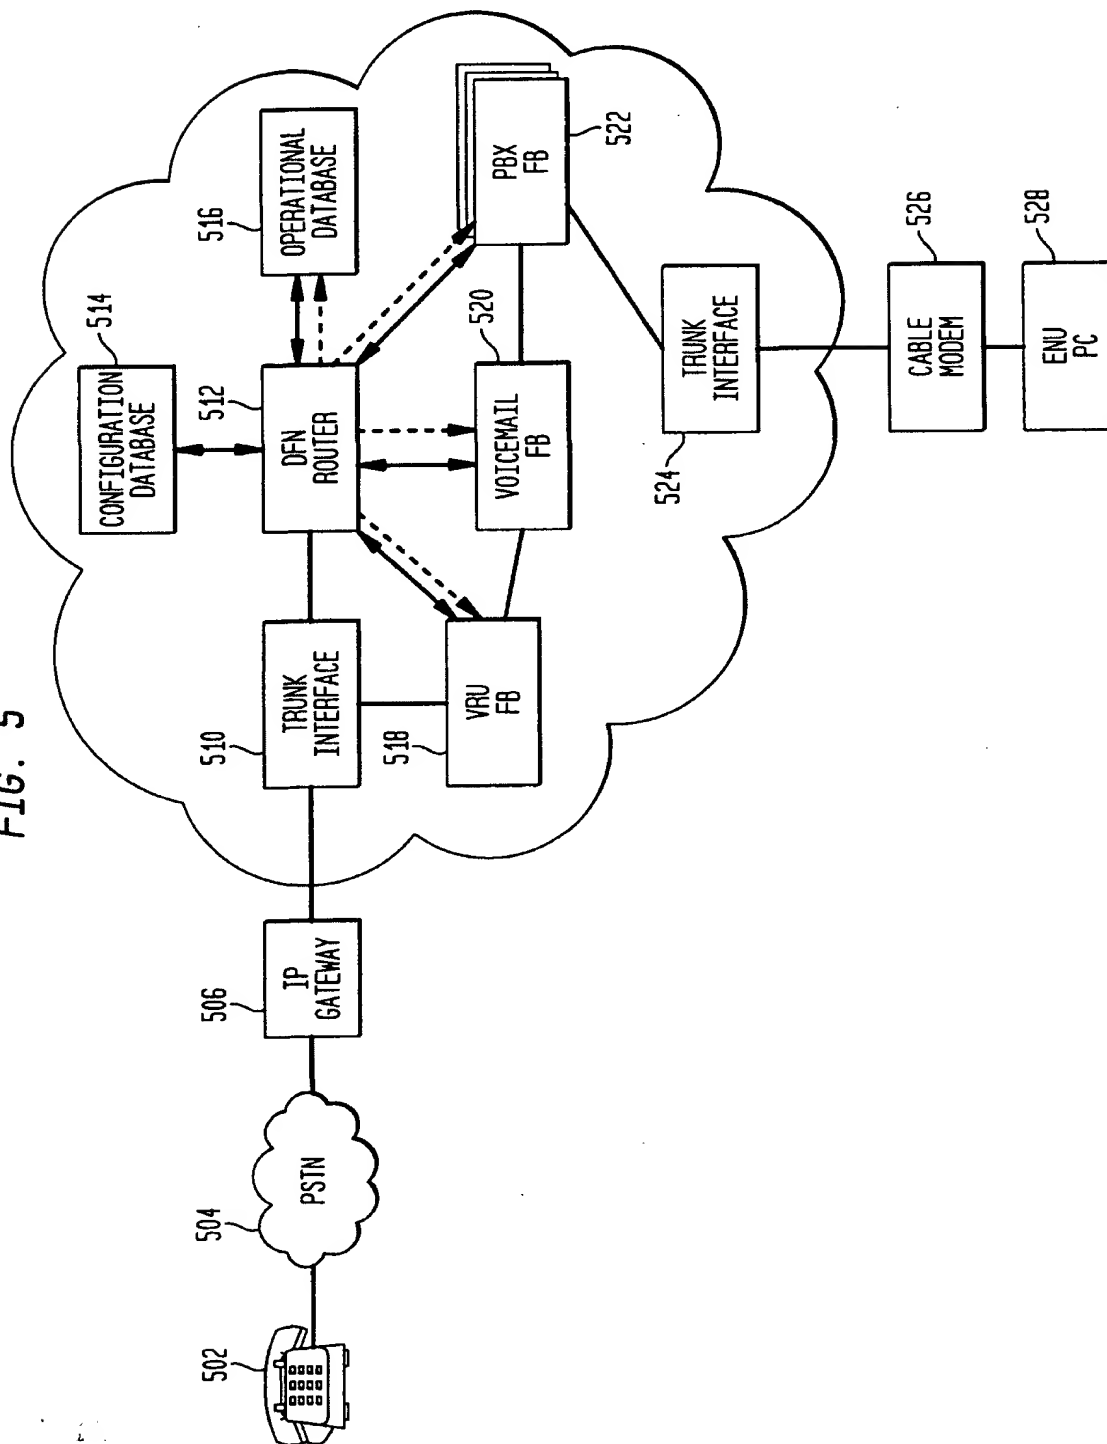 FIG. 5
502
504
PSTN
506
IP
GATEWAY
510
TRUNK
INTERFACE
512
DFN
ROUTER
514
CONFIGURATION
DATABASE
516
OPERATIONAL
DATABASE
518
VRU
FB
520
VOICEMAIL
FB
522
PBX
FB
524
TRUNK
INTERFACE
526
CABLE
MODEM
528
ENU
PC